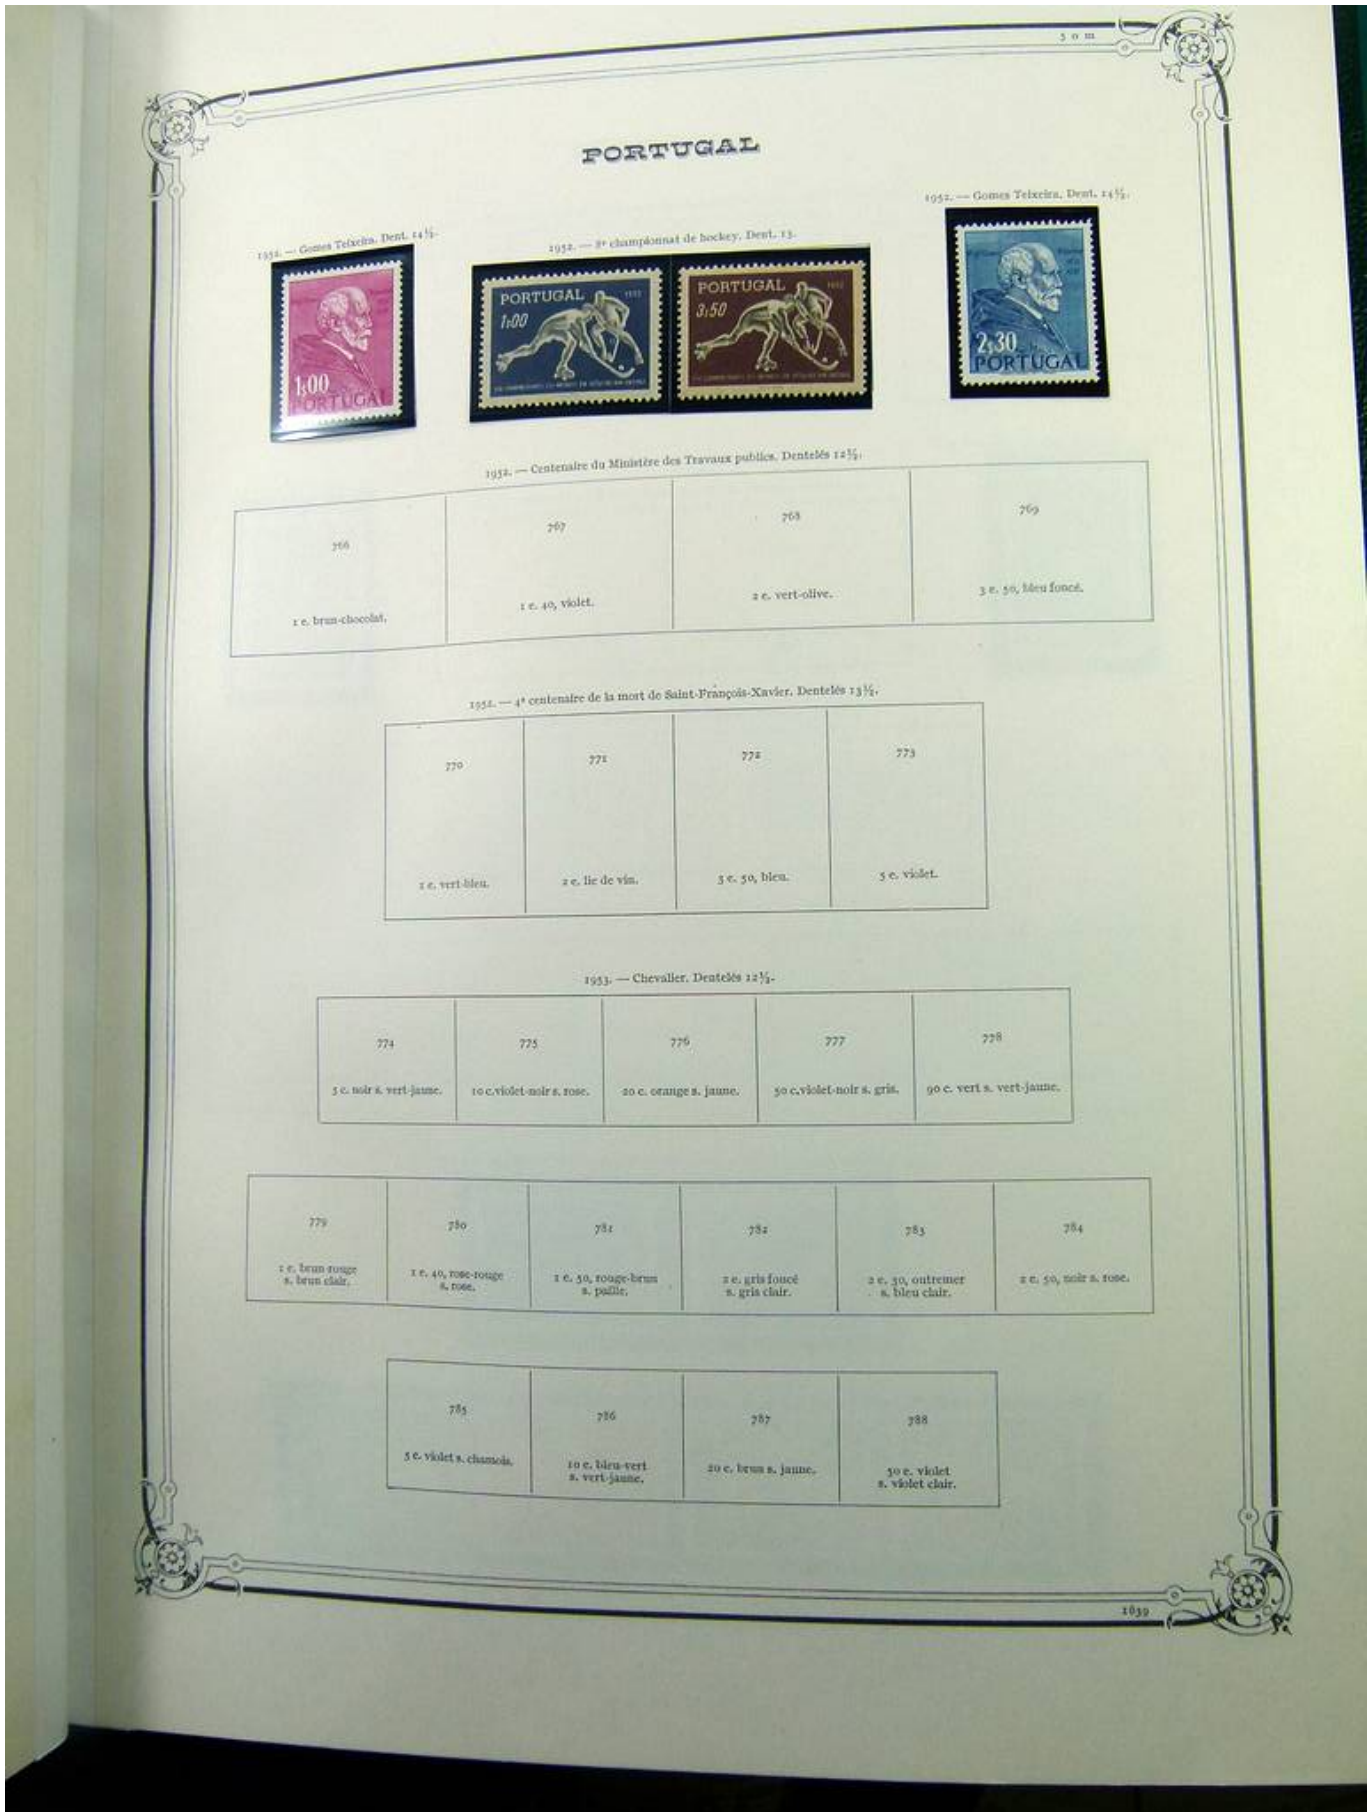 50 m
PORTUGAL
1952. — Gomes Teixeira. Dent. 14½.
1952. — 8e championnat de hockey. Dent. 13.
1952. — Gomes Teixeira. Dent. 14½.
1$00
PORTUGAL
PORTUGAL 1952
1$00
PORTUGAL 1952
3$50
2$30
PORTUGAL
1952. — Centenaire du Ministère des Travaux publics. Dentelés 12½.
766
767
768
769
1 e. brun-chocolat.
1 e. 40, violet.
2 e. vert-olive.
3 e. 50, bleu foncé.
1952. — 4e centenaire de la mort de Saint-François-Xavier. Dentelés 13½.
770
771
772
773
1 e. vert-bleu.
2 e. lie de vin.
3 e. 50, bleu.
5 e. violet.
1953. — Chevalier. Dentelés 12½.
774
775
776
777
778
5 c. noir s. vert-jaune.
10 c. violet-noir s. rose.
20 c. orange s. jaune.
50 c. violet-noir s. gris.
90 c. vert s. vert-jaune.
779
780
781
782
783
784
1 e. brun-rouge
s. brun clair.
1 e. 40, rose-rouge
s. rose.
1 e. 50, rouge-brun
s. paille.
2 e. gris foncé
s. gris clair.
2 e. 30, outremer
s. bleu clair.
2 e. 50, noir s. rose.
785
786
787
788
5 e. violet s. chamois.
10 e. bleu-vert
s. vert-jaune.
20 e. brun s. jaune.
50 e. violet
s. violet clair.
1659